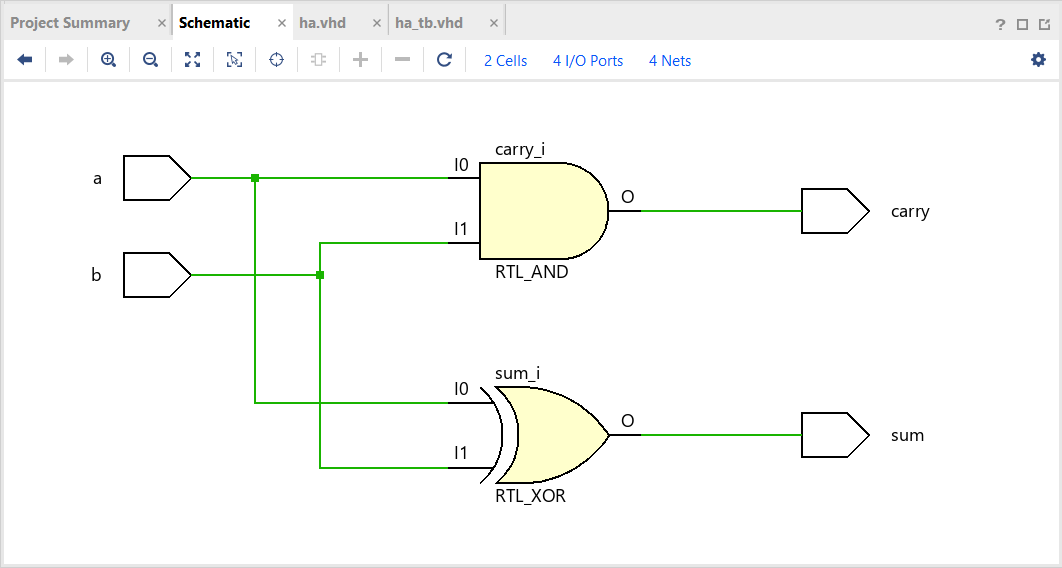 Project Summary × Schematic × ha.vhd × ha_tb.vhd × ?
2 Cells 4 I/O Ports 4 Nets
carry_i
I0
a
O
carry
I1
b
RTL_AND
sum_i
I0
O
sum
I1
RTL_XOR